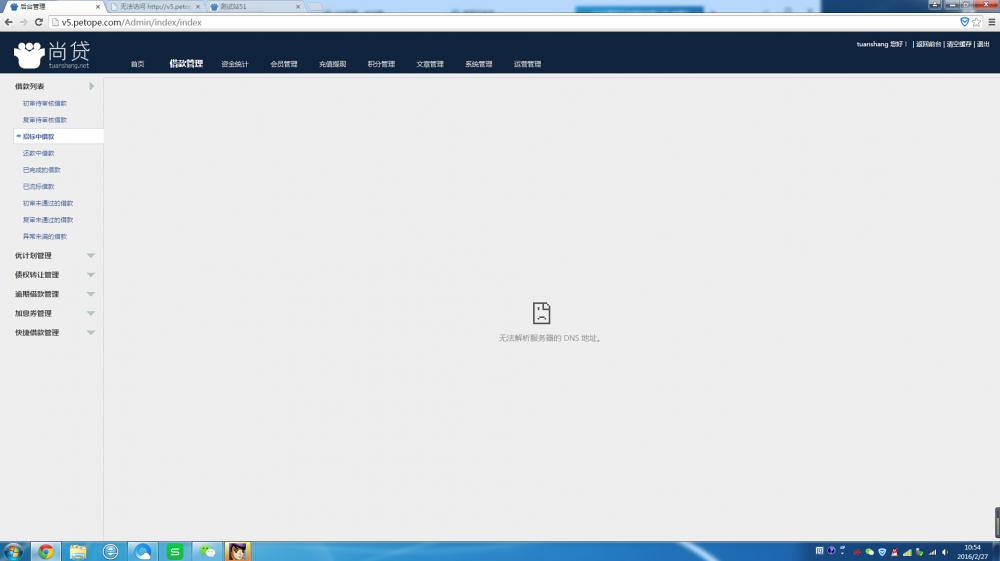 后台管理
无法访问 http://v5.petop
测试站51
v5.petope.com/Admin/index/index
尚贷
tuanshang.net
tuanshang 您好！ | 返回前台 | 清空缓存 | 退出
首页 借款管理 资金统计 会员管理 充值提现 积分管理 文章管理 系统管理 运营管理
借款列表
初审待审核借款
复审待审核借款
招标中借款
还款中借款
已完成的借款
已流标借款
初审未通过的借款
复审未通过的借款
异常未满的借款
优计划管理
债权转让管理
逾期借款管理
加息券管理
快捷借款管理
无法解析服务器的 DNS 地址。
10:54
2016/2/27